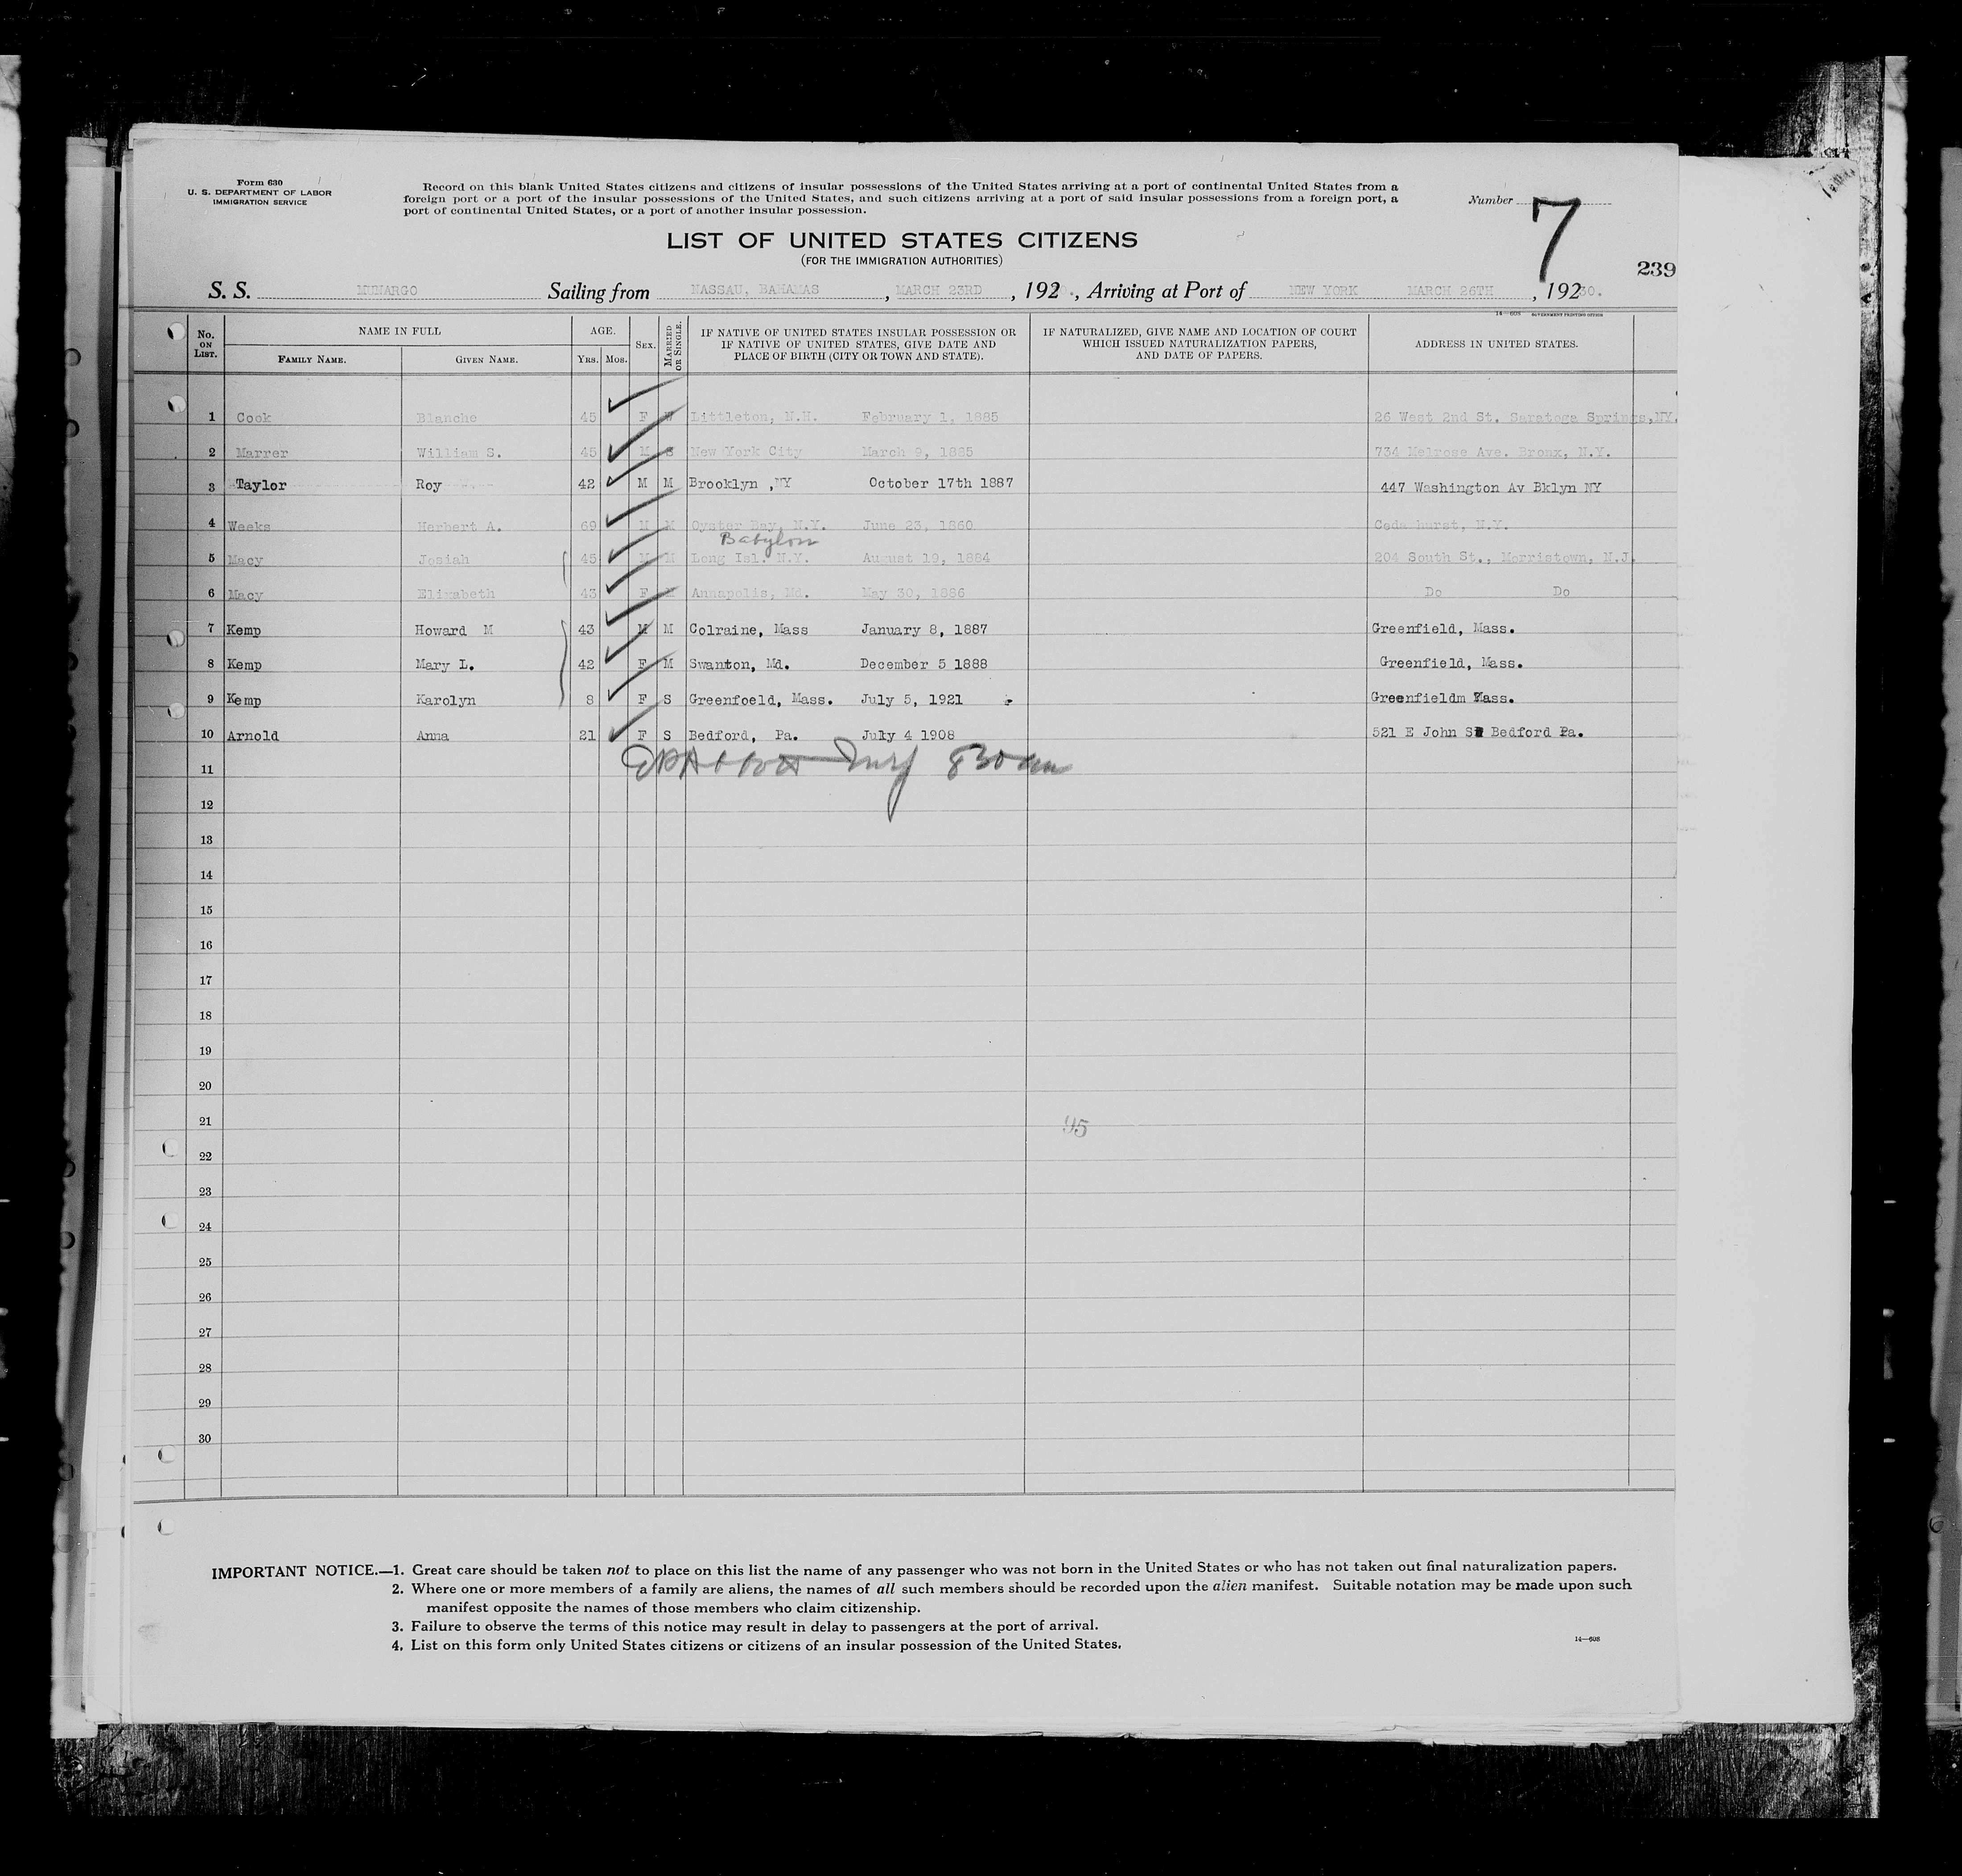 Form 630
U. S. DEPARTMENT OF LABOR
IMMIGRATION SERVICE
Record on this blank United States citizens and citizens of insular possessions of the United States arriving at a port of continental United States from a
foreign port or a port of the insular possessions of the United States, and such citizens arriving at a port of said insular possessions from a foreign port, a
port of continental United States, or a port of another insular possession.
Number 7
LIST OF UNITED STATES CITIZENS
(FOR THE IMMIGRATION AUTHORITIES)
239
S. S. MUNARGO Sailing from NASSAU, BAHAMAS, MARCH 23RD, 192 , Arriving at Port of NEW YORK MARCH 26TH, 19230.
14—608 GOVERNMENT PRINTING OFFICE
No. ON LIST. NAME IN FULL FAMILY NAME. GIVEN NAME. AGE. YRS. MOS. SEX. MARRIED OR SINGLE. IF NATIVE OF UNITED STATES INSULAR POSSESSION OR IF NATIVE OF UNITED STATES, GIVE DATE AND PLACE OF BIRTH (CITY OR TOWN AND STATE). IF NATURALIZED, GIVE NAME AND LOCATION OF COURT WHICH ISSUED NATURALIZATION PAPERS, AND DATE OF PAPERS. ADDRESS IN UNITED STATES.
1 Cook Blanche 45 F W Littleton, N.H. February 1, 1885 26 West 2nd St. Saratoga Springs,NY.
2 Marrer William S. 45 M S New York City March 9, 1885 734 Melrose Ave. Bronx, N.Y.
3 Taylor Roy 42 M M Brooklyn ,NY October 17th 1887 447 Washington Av Bklyn NY
4 Weeks Herbert A. 69 M M Oyster Bay, N.Y. June 23, 1860 Ceda hurst, N.Y.
Babylon
5 Macy Josiah 45 M M Long Isl. N.Y. August 19, 1884 204 South St., Morristown, N.J.
6 Macy Elizabeth 43 F M Annapolis, Md. May 30, 1886 Do Do
7 Kemp Howard M 43 M M Colraine, Mass January 8, 1887 Greenfield, Mass.
8 Kemp Mary L. 42 F M Swanton, Md. December 5 1888 Greenfield, Mass.
9 Kemp Karolyn 8 F S Greenfoeld, Mass. July 5, 1921 Greenfieldm Mass.
10 Arnold Anna 21 F S Bedford, Pa. July 4 1908 521 E John St Bedford Pa.
11 830 am
12
13
14
15
16
17
18
19
20
21 95
22
23
24
25
26
27
28
29
30
IMPORTANT NOTICE.—1. Great care should be taken not to place on this list the name of any passenger who was not born in the United States or who has not taken out final naturalization papers.
2. Where one or more members of a family are aliens, the names of all such members should be recorded upon the alien manifest. Suitable notation may be made upon such
manifest opposite the names of those members who claim citizenship.
3. Failure to observe the terms of this notice may result in delay to passengers at the port of arrival.
4. List on this form only United States citizens or citizens of an insular possession of the United States.
14—608